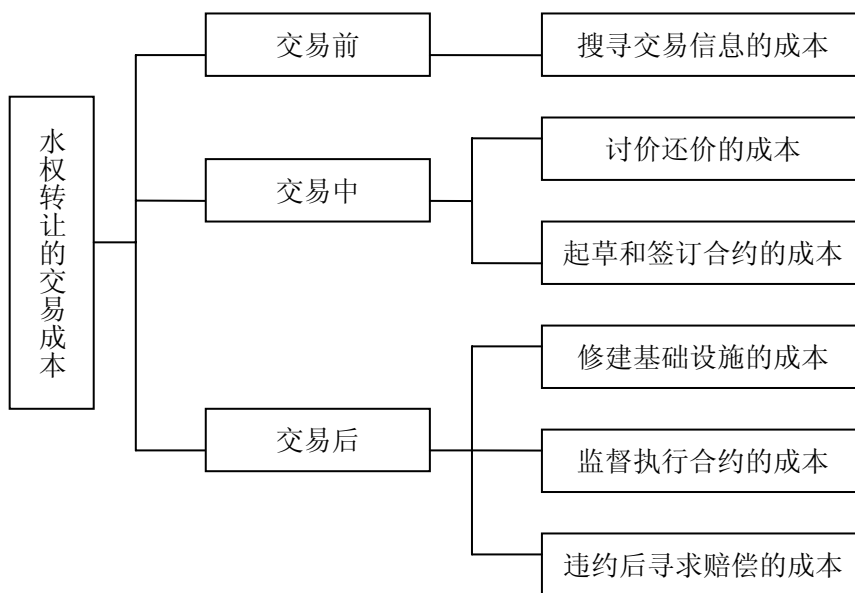 水权转让的交易成本
交易前
搜寻交易信息的成本
交易中
讨价还价的成本
起草和签订合约的成本
交易后
修建基础设施的成本
监督执行合约的成本
违约后寻求赔偿的成本